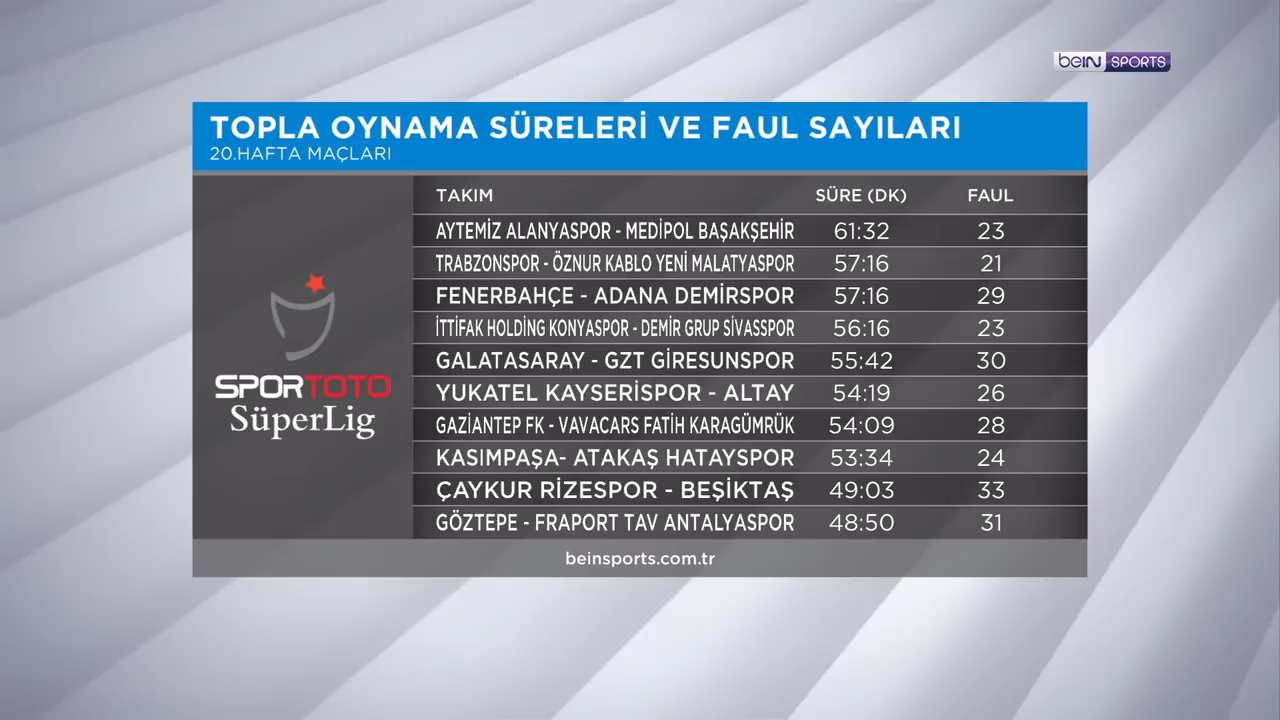 beIN SPORTS
TOPLA OYNAMA SÜRELERİ VE FAUL SAYILARI
20.HAFTA MAÇLARI
TAKIM SÜRE (DK) FAUL
AYTEMİZ ALANYASPOR - MEDİPOL BAŞAKŞEHİR 61:32 23
TRABZONSPOR - ÖZNUR KABLO YENİ MALATYASPOR 57:16 21
FENERBAHÇE - ADANA DEMİRSPOR 57:16 29
İTTİFAK HOLDİNG KONYASPOR - DEMİR GRUP SİVASSPOR 56:16 23
GALATASARAY - GZT GİRESUNSPOR 55:42 30
YUKATEL KAYSERİSPOR - ALTAY 54:19 26
GAZİANTEP FK - VAVACARS FATİH KARAGÜMRÜK 54:09 28
KASIMPAŞA- ATAKAŞ HATAYSPOR 53:34 24
ÇAYKUR RİZESPOR - BEŞİKTAŞ 49:03 33
GÖZTEPE - FRAPORT TAV ANTALYASPOR 48:50 31
SPORTOTO
SüperLig
beinsports.com.tr